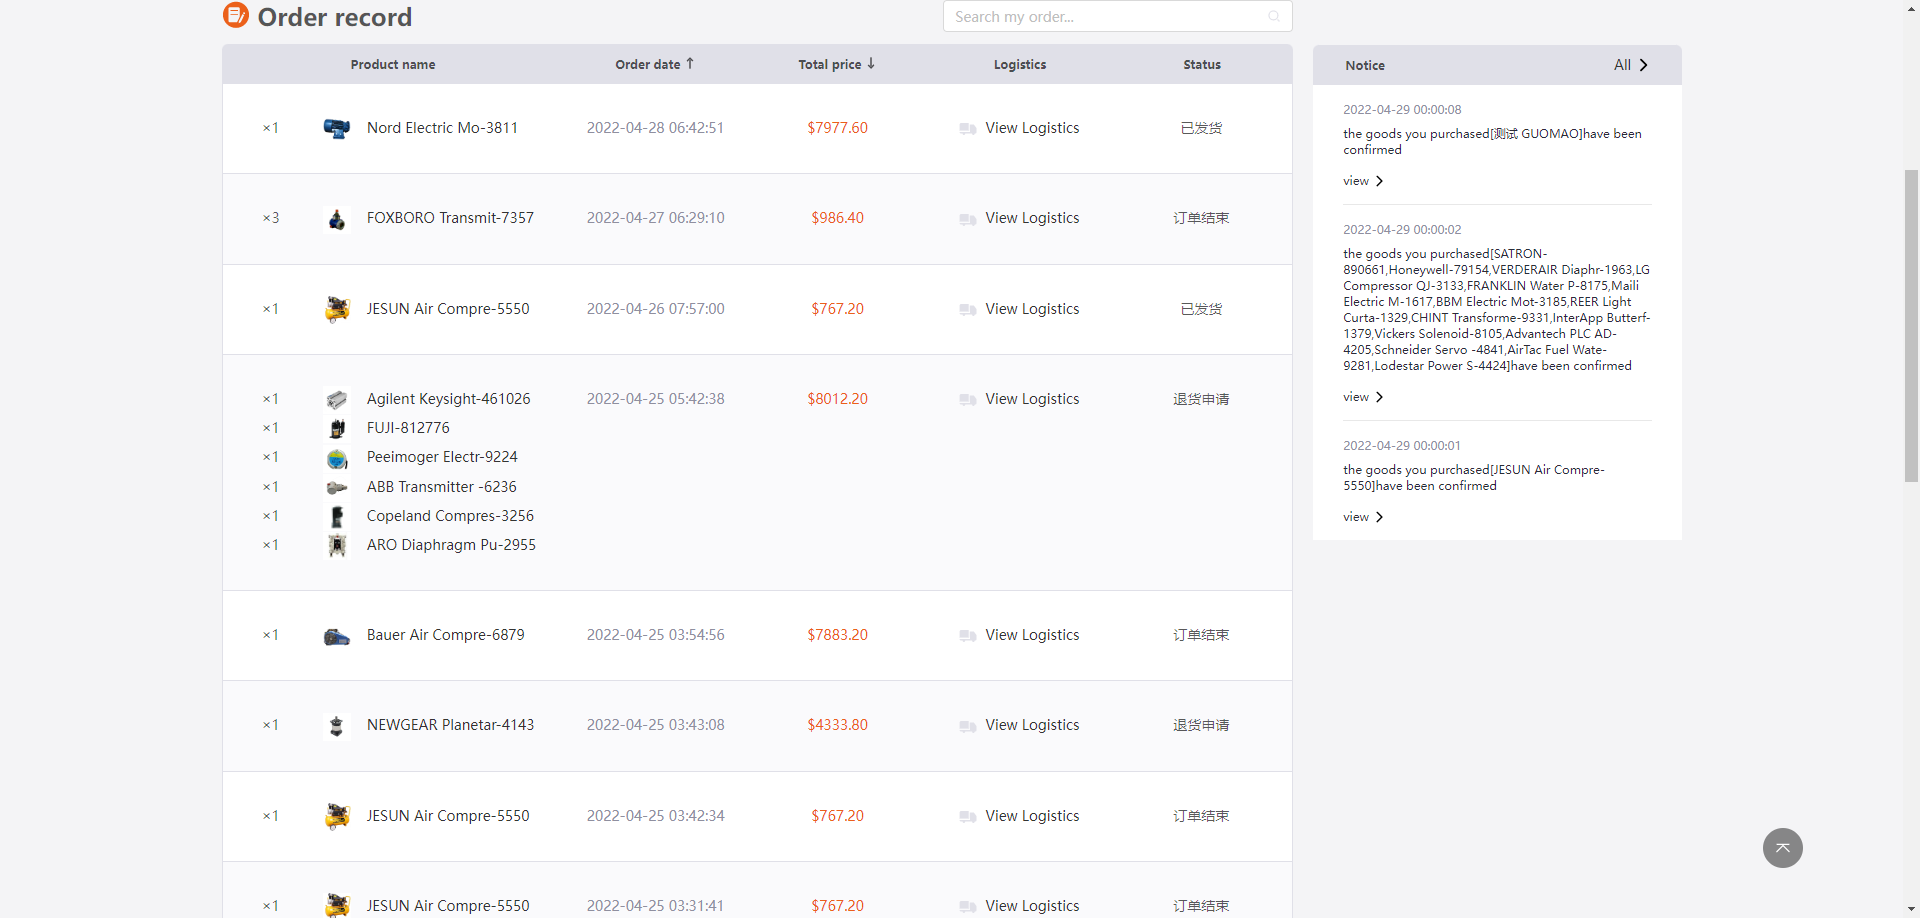 Order record
Search my order...
Product name Order date ↑ Total price ↓ Logistics Status
×1 Nord Electric Mo-3811 2022-04-28 06:42:51 $7977.60 View Logistics 已发货
×3 FOXBORO Transmit-7357 2022-04-27 06:29:10 $986.40 View Logistics 订单结束
×1 JESUN Air Compre-5550 2022-04-26 07:57:00 $767.20 View Logistics 已发货
×1 Agilent Keysight-461026 2022-04-25 05:42:38 $8012.20 View Logistics 退货申请
×1 FUJI-812776
×1 Peeimoger Electr-9224
×1 ABB Transmitter -6236
×1 Copeland Compres-3256
×1 ARO Diaphragm Pu-2955
×1 Bauer Air Compre-6879 2022-04-25 03:54:56 $7883.20 View Logistics 订单结束
×1 NEWGEAR Planetar-4143 2022-04-25 03:43:08 $4333.80 View Logistics 退货申请
×1 JESUN Air Compre-5550 2022-04-25 03:42:34 $767.20 View Logistics 订单结束
×1 JESUN Air Compre-5550 2022-04-25 03:31:41 $767.20 View Logistics 订单结束
Notice All
2022-04-29 00:00:08
the goods you purchased[测试 GUOMAO]have been
confirmed
view
2022-04-29 00:00:02
the goods you purchased[SATRON-
890661,Honeywell-79154,VERDERAIR Diaphr-1963,LG
Compressor QJ-3133,FRANKLIN Water P-8175,Maili
Electric M-1617,BBM Electric Mot-3185,REER Light
Curta-1329,CHINT Transforme-9331,InterApp Butterf-
1379,Vickers Solenoid-8105,Advantech PLC AD-
4205,Schneider Servo -4841,AirTac Fuel Wate-
9281,Lodestar Power S-4424]have been confirmed
view
2022-04-29 00:00:01
the goods you purchased[JESUN Air Compre-
5550]have been confirmed
view